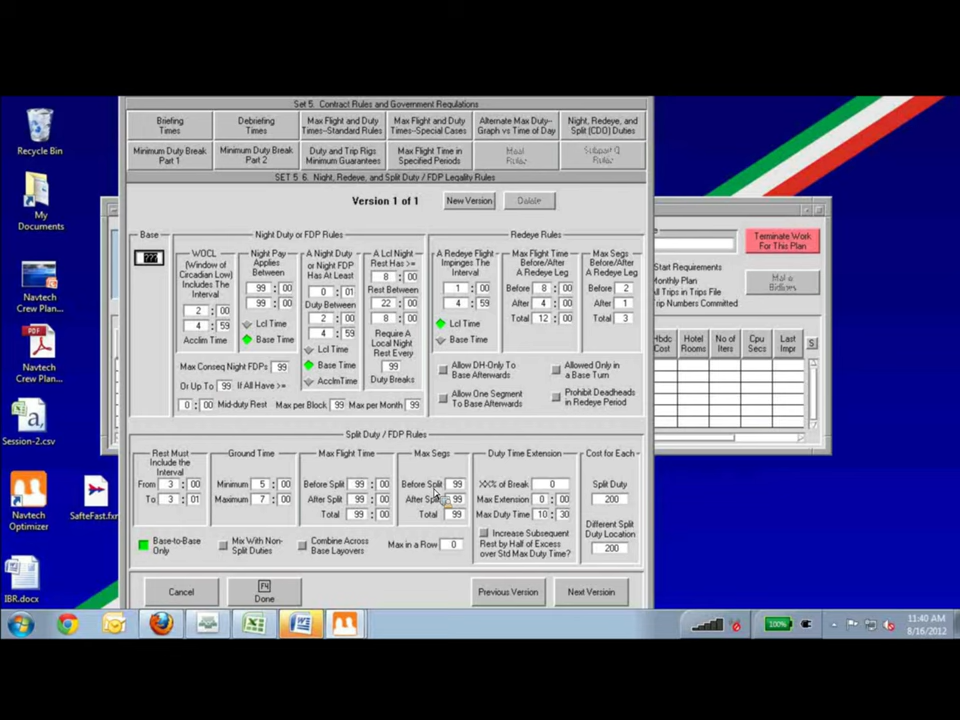 Set 5. Contract Rules and Government Regulations
Briefing Times
Debriefing Times
Max Flight and Duty Times--Standard Rules
Max Flight and Duty Times--Special Cases
Alternate Max Duty-- Graph vs Time of Day
Night, Redeye, and Split (CDO) Duties
Minimum Duty Break Part 1
Minimum Duty Break Part 2
Duty and Trip Rigs Minimum Guarantees
Max Flight Time in Specified Periods
Meal Rules
Subpart Q Rules
SET 5 6. Night, Redeye, and Split Duty / FDP Legality Rules
Version 1 of 1
New Version
Delete
Base
???
Night Duty or FDP Rules
WOCL
(Window of
Circadian Low)
Includes The
Interval
2 : 00
4 : 59
Acclim Time
Night Pay
Applies
Between
99 : 00
99 : 00
Lcl Time
Base Time
A Night Duty
or Night FDP
Has At Least
0 : 01
Duty Between
2 : 00
4 : 59
Lcl Time
Base Time
AcclmTime
A Lcl Night
Rest Has >=
8 : 00
Rest Between
22 : 00
8 : 00
Require A
Local Night
Rest Every
99
Duty Breaks
Max Conseq Night FDPs 99
Or Up To 99 If All Have >=
0 : 00 Mid-duty Rest Max per Block 99 Max per Month 99
Redeye Rules
A Redeye Flight
Impinges The
Interval
1 : 00
4 : 59
Lcl Time
Base Time
Max Flight Time
Before/After
A Redeye Leg
Before 8 : 00
After 4 : 00
Total 12 : 00
Max Segs
Before/After
A Redeye Leg
Before 2
After 1
Total 3
Allow DH-Only To
Base Afterwards
Allowed Only in
a Base Turn
Allow One Segment
To Base Afterwards
Prohibit Deadheads
in Redeye Period
Split Duty / FDP Rules
Rest Must
Include the
Interval
From 3 : 00
To 3 : 01
Ground Time
Minimum 5 : 00
Maximum 7 : 00
Max Flight Time
Before Split 99 : 00
After Split 99 : 00
Total 99 : 00
Max Segs
Before Split 99
After Split 99
Total 99
Duty Time Extension
XX% of Break 0
Max Extension 0 : 00
Max Duty Time 10 : 30
Increase Subsequent
Rest by Half of Excess
over Std Max Duty Time?
Cost for Each
Split Duty
200
Different Split
Duty Location
200
Base-to-Base
Only
Mix With Non-
Split Duties
Combine Across
Base Layovers
Max in a Row 0
Cancel
F4
Done
Previous Version
Next Version
Terminate Work
For This Plan
Start Requirements
Monthly Plan
All Trips in Trips File
Trip Numbers Committed
Make
Bidlines
Hbdc
Cost
Hotel
Rooms
No of
Iters
Cpu
Secs
Last
Impr
S
Recycle Bin
My
Documents
Navtech
Crew Plan...
Navtech
Crew Plan...
Session-2.csv
Navtech
Optimizer
SafteFast.fxr
IBR.docx
100%
11:40 AM
8/16/2012